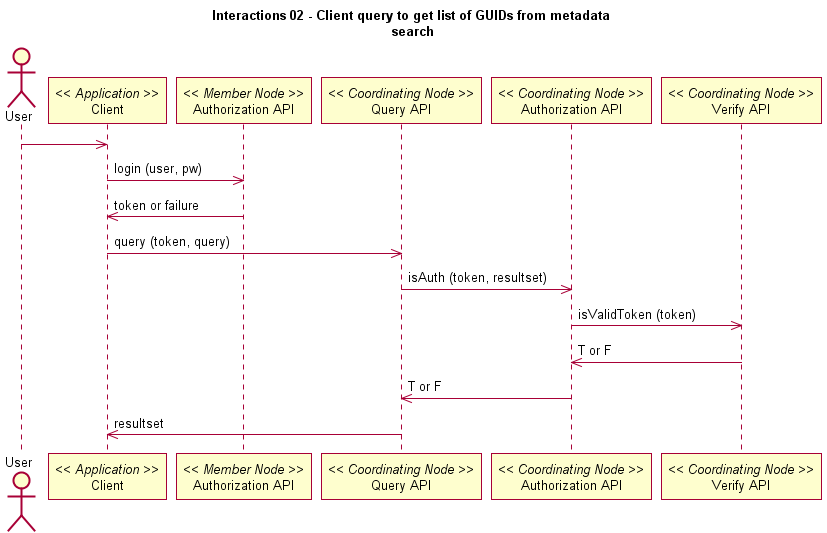 Interactions 02 - Client query to get list of GUIDs from metadata
search
User
<< Application >>
Client
<< Member Node >>
Authorization API
<< Coordinating Node >>
Query API
<< Coordinating Node >>
Authorization API
<< Coordinating Node >>
Verify API
login (user, pw)
token or failure
query (token, query)
isAuth (token, resultset)
isValidToken (token)
T or F
T or F
resultset
User
<< Application >>
Client
<< Member Node >>
Authorization API
<< Coordinating Node >>
Query API
<< Coordinating Node >>
Authorization API
<< Coordinating Node >>
Verify API